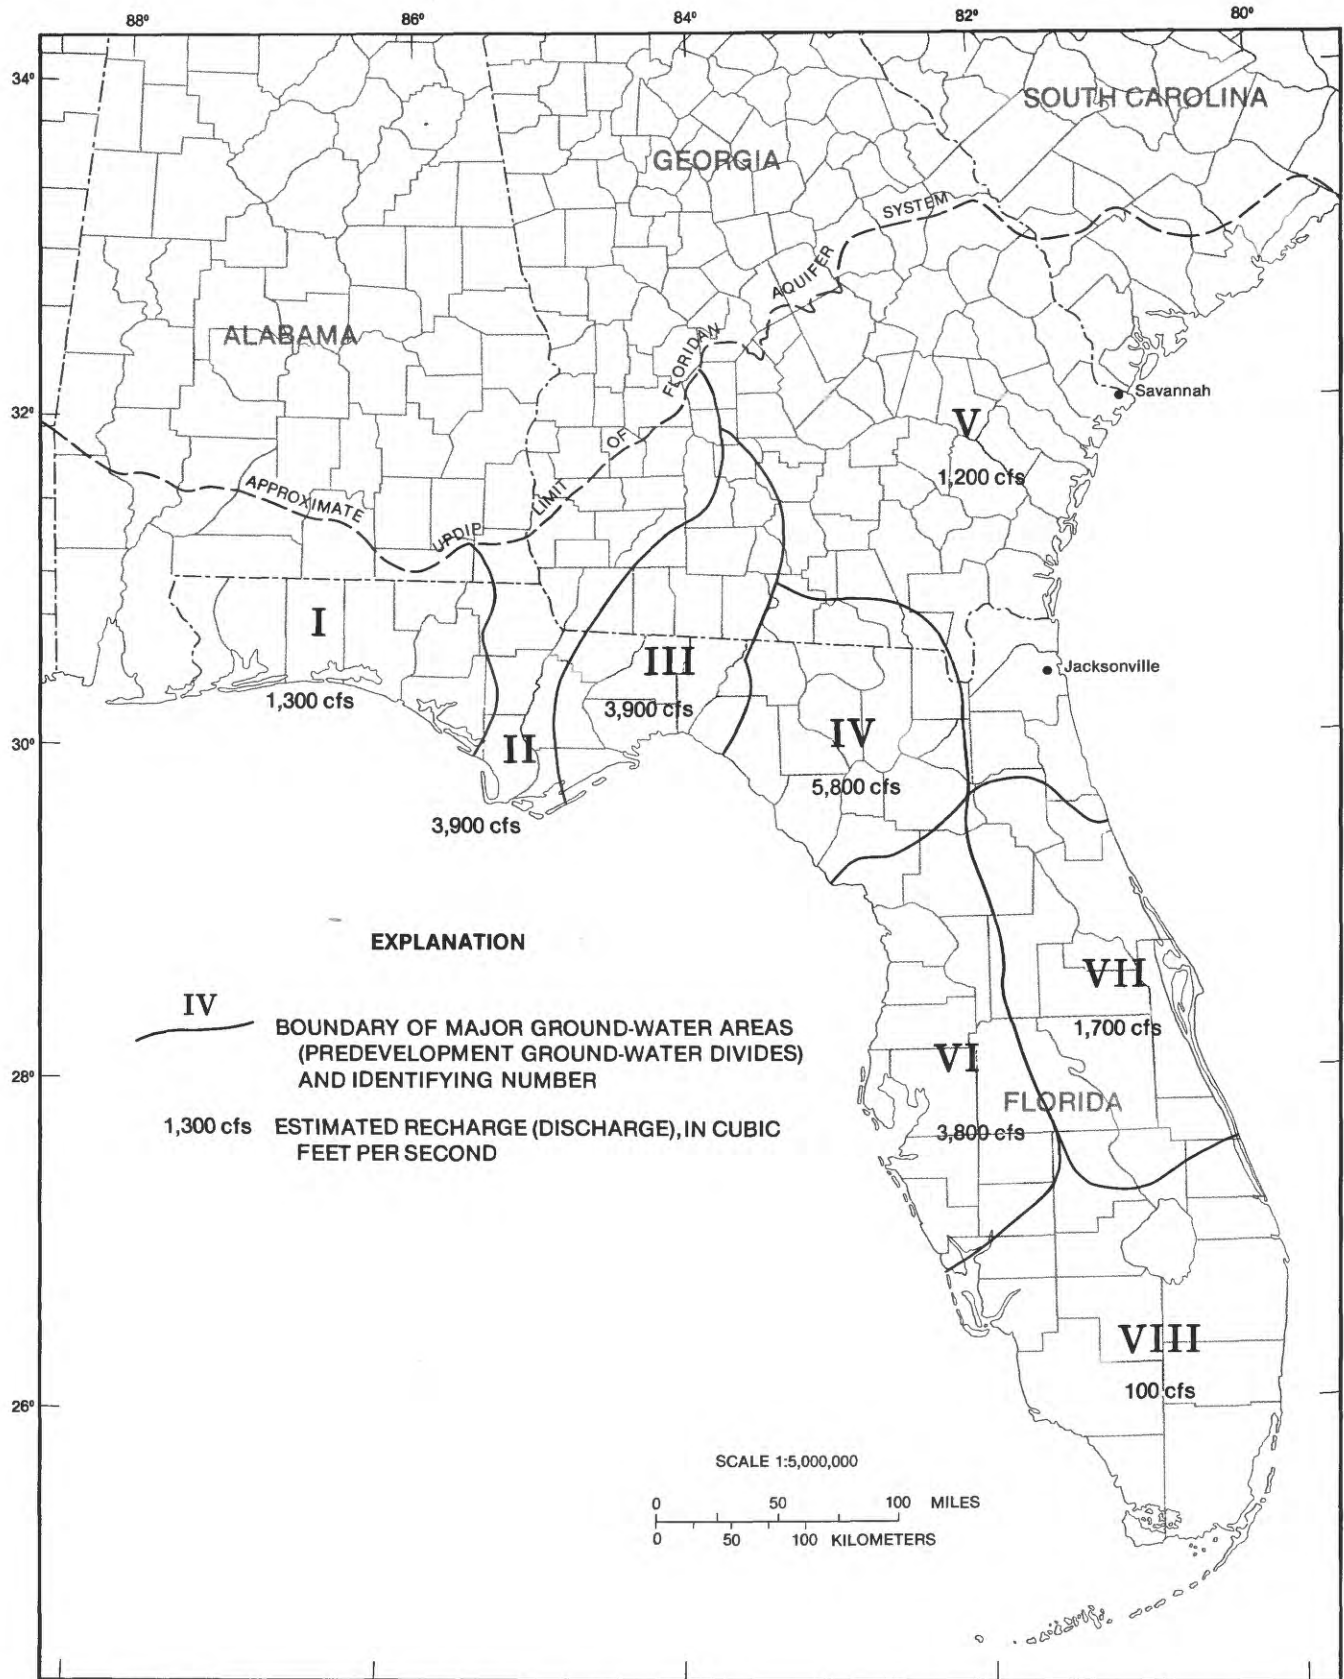 88° 86° 84° 82° 80°
34°
SOUTH CAROLINA
GEORGIA
SYSTEM
AQUIFER
ALABAMA
FLORIDAN
32°
Savannah
V
OF
1,200 cfs
LIMIT
APPROXIMATE
UPDIP
I
III
Jacksonville
1,300 cfs
3,900 cfs
30°
II
IV
5,800 cfs
3,900 cfs
EXPLANATION
VII
IV
1,700 cfs
BOUNDARY OF MAJOR GROUND-WATER AREAS
(PREDEVELOPMENT GROUND-WATER DIVIDES)
AND IDENTIFYING NUMBER
VI
28°
FLORIDA
1,300 cfs ESTIMATED RECHARGE (DISCHARGE), IN CUBIC
FEET PER SECOND
3,800 cfs
VIII
100 cfs
26°
SCALE 1:5,000,000
0 50 100 MILES
0 50 100 KILOMETERS